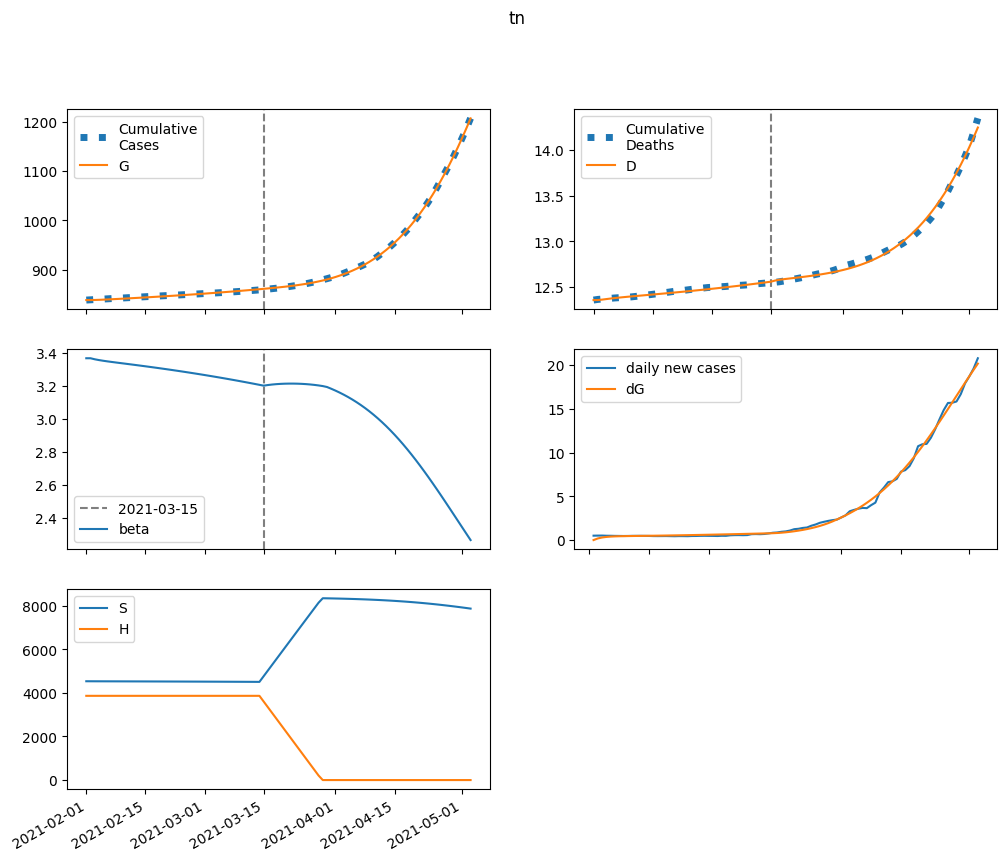 tn
Cumulative
Cases
G
1200
1100
1000
900
Cumulative
Deaths
D
14.0
13.5
13.0
12.5
3.4
3.2
3.0
2.8
2.6
2.4
2021-03-15
beta
daily new cases
dG
20
15
10
5
0
S
H
8000
6000
4000
2000
0
2021-02-01
2021-02-15
2021-03-01
2021-03-15
2021-04-01
2021-04-15
2021-05-01